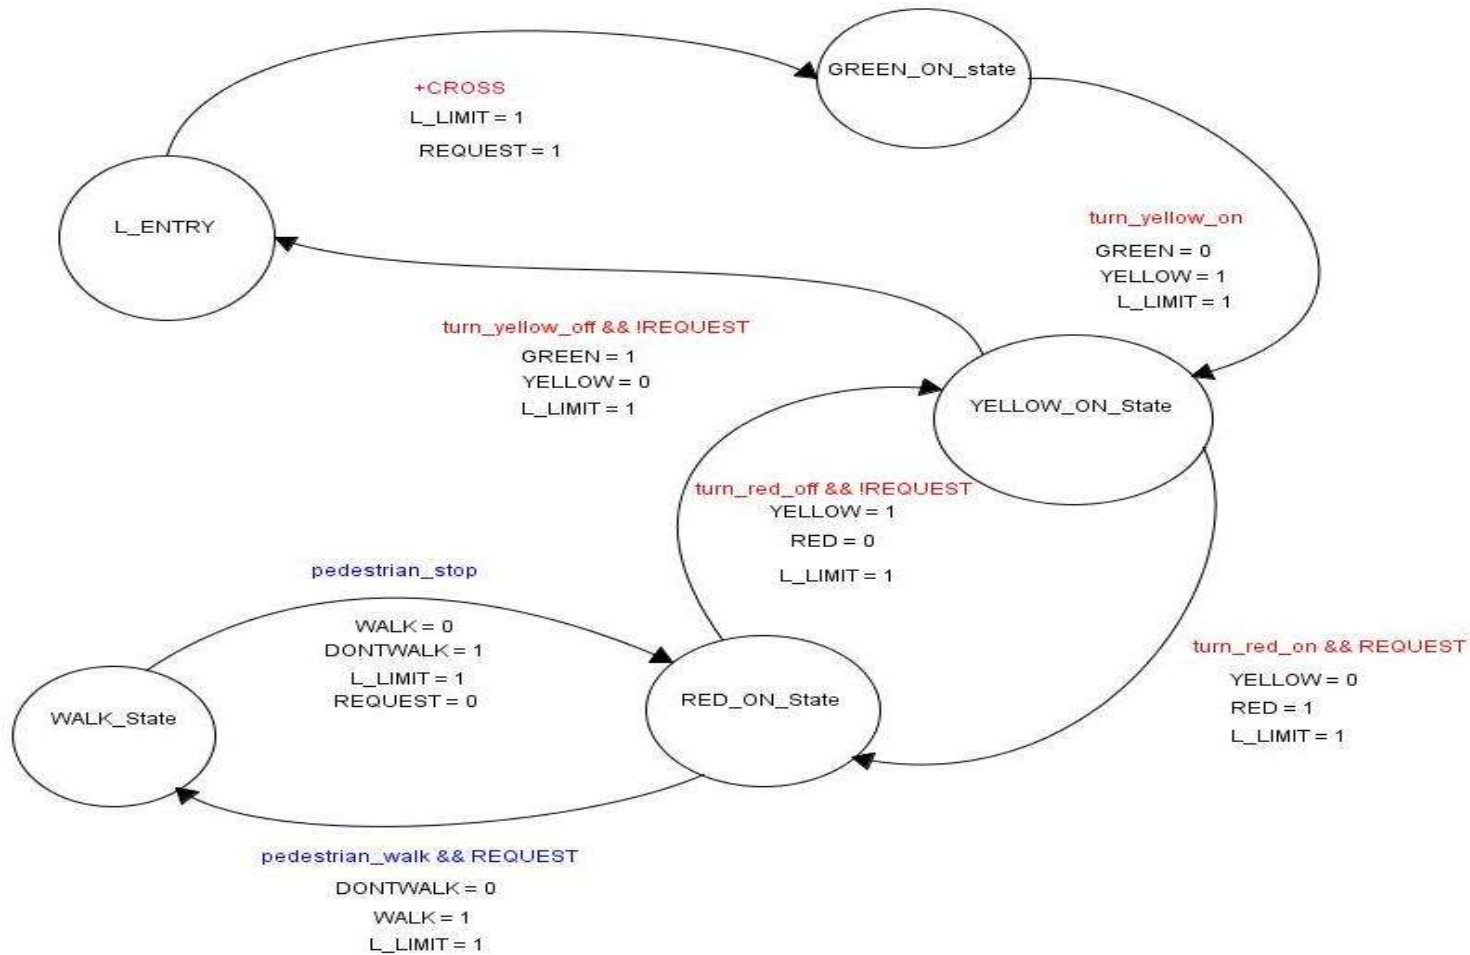 GREEN_ON_state
+CROSS
L_LIMIT = 1
REQUEST = 1
L_ENTRY
turn_yellow_on
GREEN = 0
YELLOW = 1
L_LIMIT = 1
turn_yellow_off && !REQUEST
GREEN = 1
YELLOW = 0
L_LIMIT = 1
YELLOW_ON_State
turn_red_off && !REQUEST
YELLOW = 1
RED = 0
L_LIMIT = 1
pedestrian_stop
WALK = 0
DONTWALK = 1
L_LIMIT = 1
REQUEST = 0
turn_red_on && REQUEST
YELLOW = 0
RED = 1
L_LIMIT = 1
WALK_State
RED_ON_State
pedestrian_walk && REQUEST
DONTWALK = 0
WALK = 1
L_LIMIT = 1